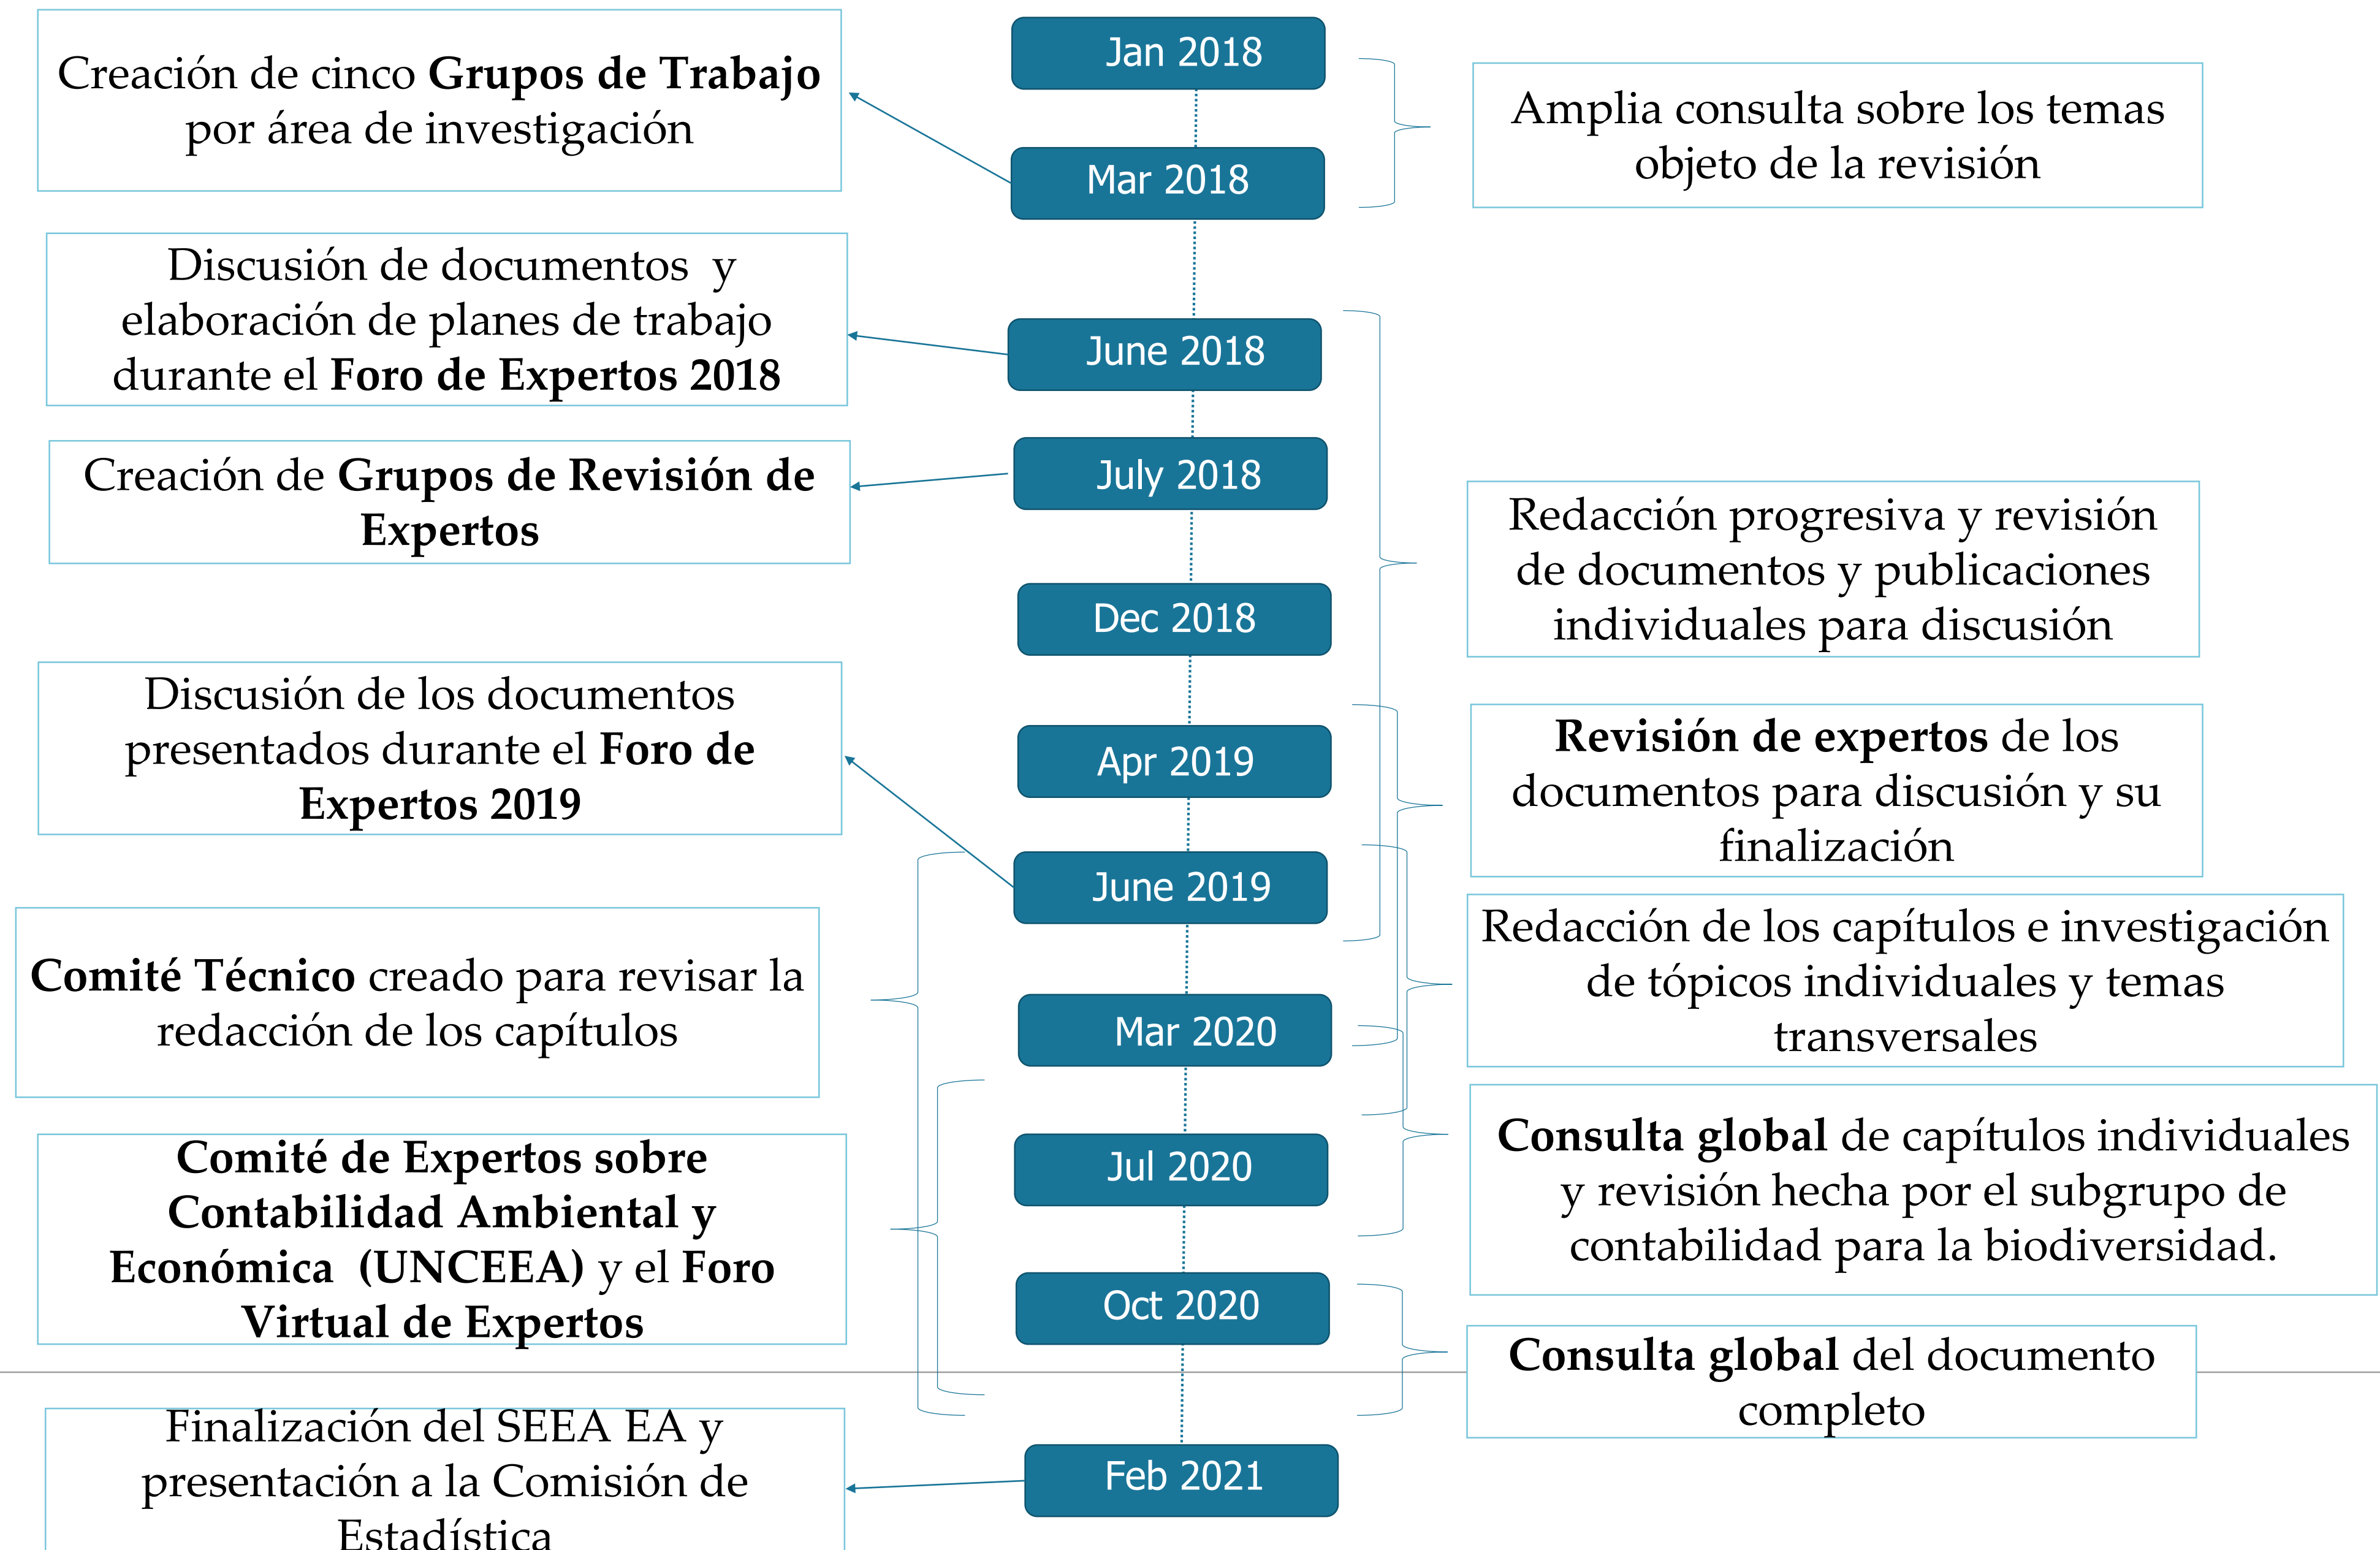 Creación de cinco Grupos de Trabajo
por área de investigación
Discusión de documentos  y
elaboración de planes de trabajo
durante el Foro de Expertos 2018
Creación de Grupos de Revisión de
Expertos
Discusión de los documentos
presentados durante el Foro de
Expertos 2019
Comité Técnico creado para revisar la
redacción de los capítulos
Comité de Expertos sobre
Contabilidad Ambiental y
Económica  (UNCEEA) y el Foro
Virtual de Expertos
Finalización del SEEA EA y
presentación a la Comisión de
Estadística
Jan 2018
Mar 2018
June 2018
July 2018
Dec 2018
Apr 2019
June 2019
Mar 2020
Jul 2020
Oct 2020
Feb 2021
Amplia consulta sobre los temas
objeto de la revisión
Redacción progresiva y revisión
de documentos y publicaciones
individuales para discusión
Revisión de expertos de los
documentos para discusión y su
finalización
Redacción de los capítulos e investigación
de tópicos individuales y temas
transversales
Consulta global de capítulos individuales
y revisión hecha por el subgrupo de
contabilidad para la biodiversidad.
Consulta global del documento
completo